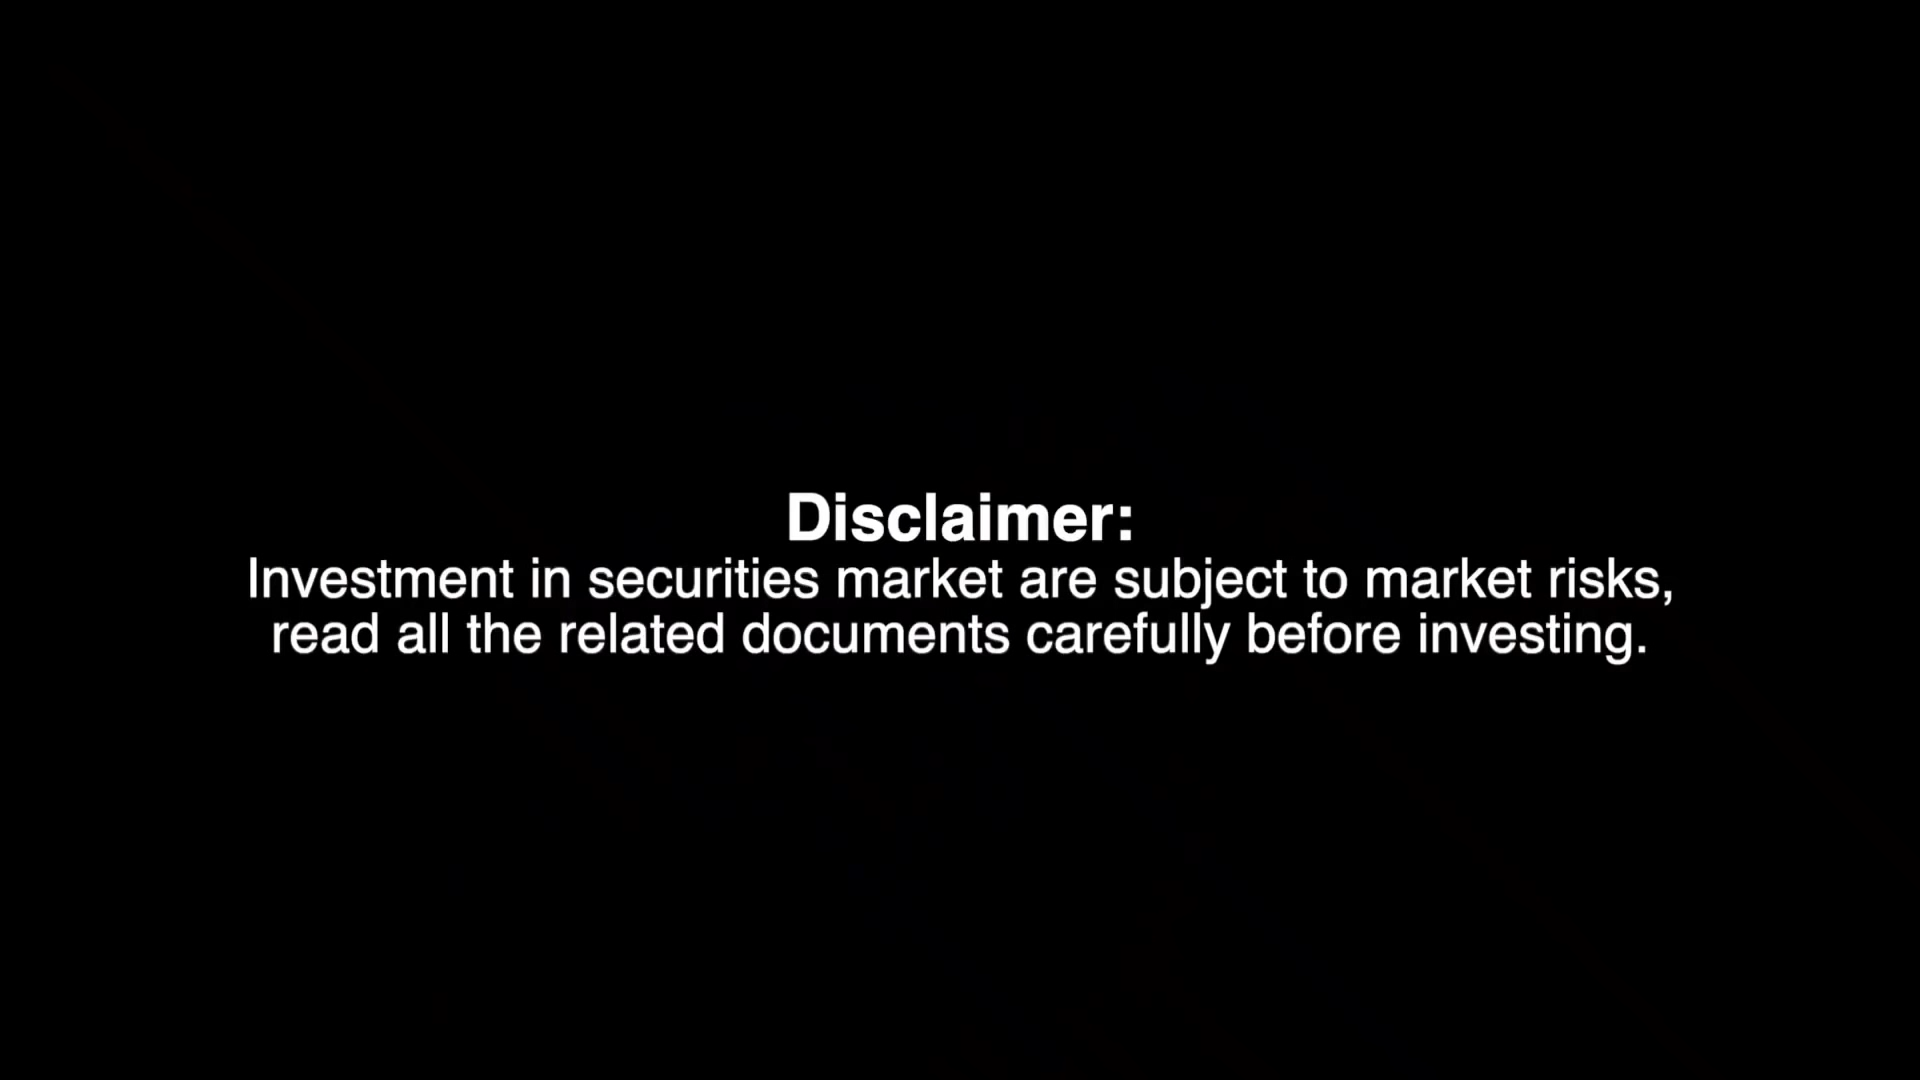 Disclaimer:
Investment in securities market are subject to market risks,
read all the related documents carefully before investing.